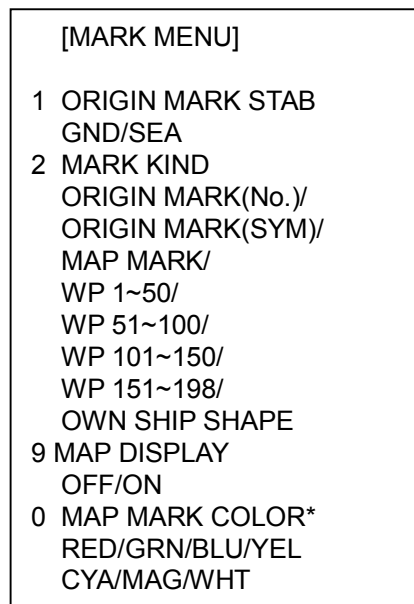 [MARK MENU]
1 ORIGIN MARK STAB
GND/SEA
2 MARK KIND
ORIGIN MARK(No.)/
ORIGIN MARK(SYM)/
MAP MARK/
WP 1~50/
WP 51~100/
WP 101~150/
WP 151~198/
OWN SHIP SHAPE
9 MAP DISPLAY
OFF/ON
0 MAP MARK COLOR*
RED/GRN/BLU/YEL
CYA/MAG/WHT